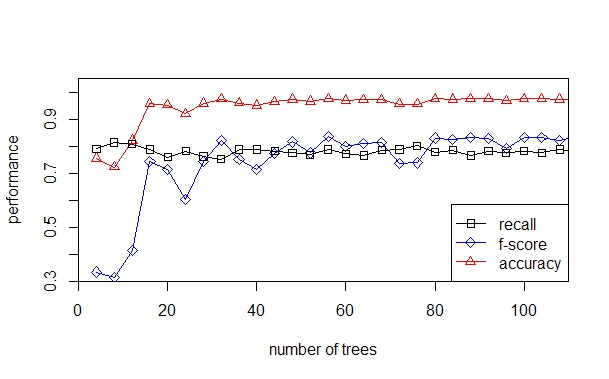 performance
0.9
0.7
0.5
0.3
recall
f-score
accuracy
0 20 40 60 80 100
number of trees